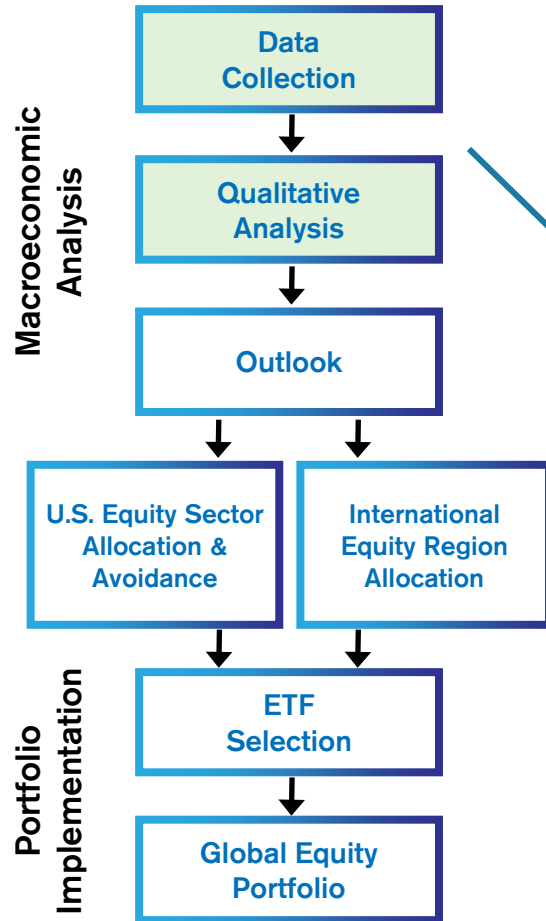 Macroeconomic
Analysis
Data
Collection
Qualitative
Analysis
Outlook
U.S. Equity Sector
Allocation &
Avoidance
International
Equity Region
Allocation
Portfolio
Implementation
ETF
Selection
Global Equity
Portfolio